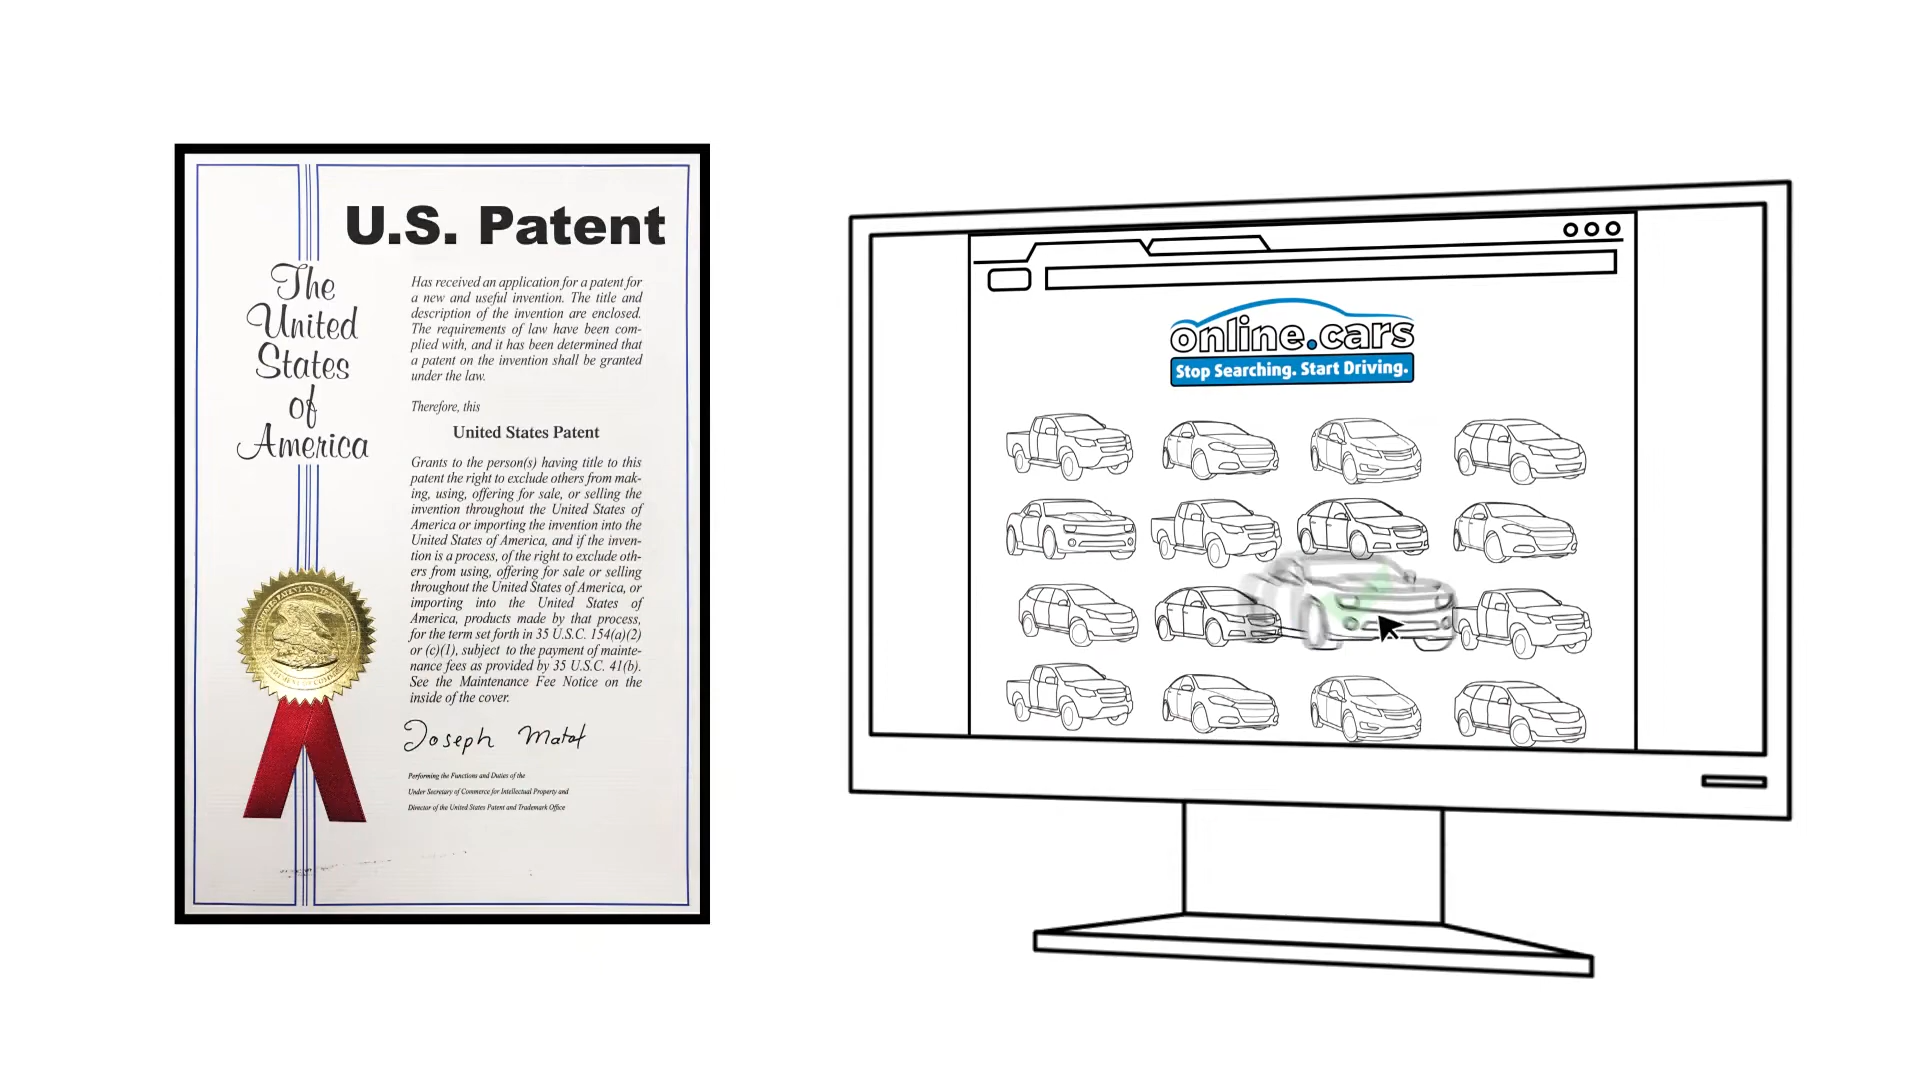 U.S. Patent
The
United
States
of
America
Has received an application for a patent for
a new and useful invention. The title and
description of the invention are enclosed.
The requirements of law have been com-
plied with, and it has been determined that
a patent on the invention shall be granted
under the law.
Therefore, this
United States Patent
Grants to the person(s) having title to this
patent the right to exclude others from mak-
ing, using, offering for sale, or selling the
invention throughout the United States of
America or importing the invention into the
United States of America, and if the inven-
tion is a process, of the right to exclude oth-
ers from using, offering for sale or selling
throughout the United States of America, or
importing into the United States of
America, products made by that process,
for the term set forth in 35 U.S.C. 154(a)(2)
or (c)(1), subject to the payment of mainte-
nance fees as provided by 35 U.S.C. 41(b).
See the Maintenance Fee Notice on the
inside of the cover.
Joseph Matal
Performing the Functions and Duties of the
Under Secretary of Commerce for Intellectual Property and
Director of the United States Patent and Trademark Office
online.cars
Stop Searching. Start Driving.